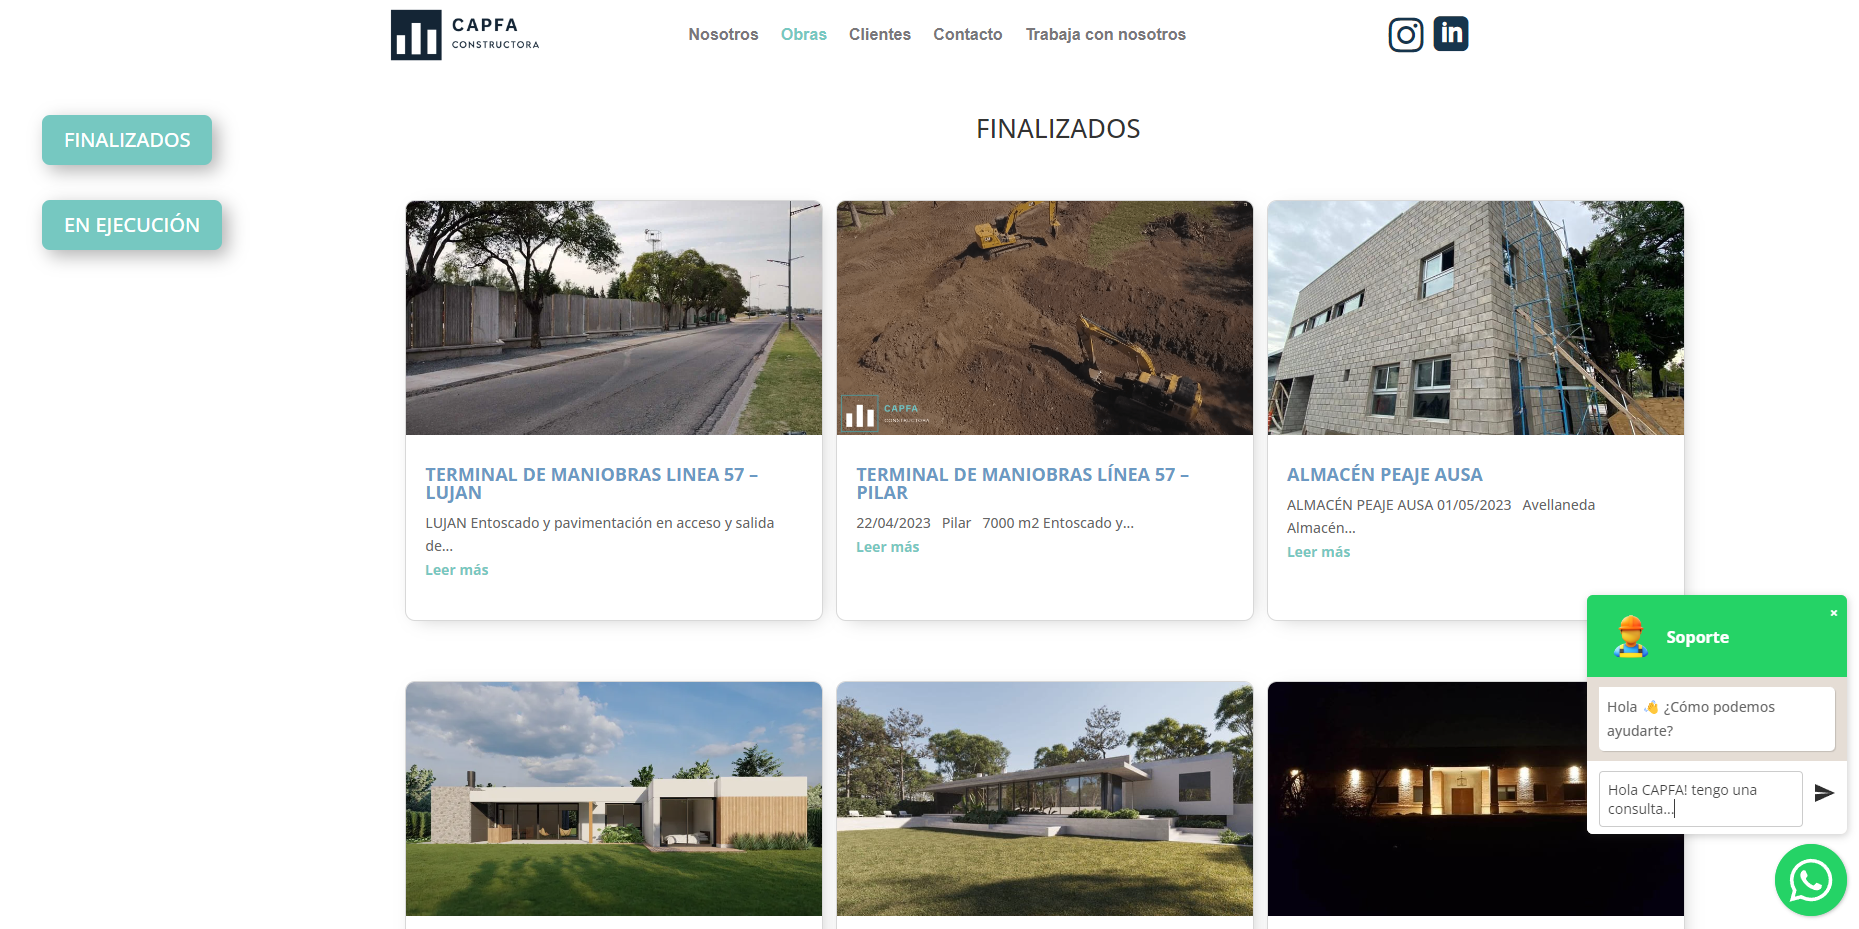 CAPFA
CONSTRUCTORA
Nosotros
Obras
Clientes
Contacto
Trabaja con nosotros
in
FINALIZADOS
EN EJECUCIÓN
FINALIZADOS
CAPFA
CONSTRUCTORA
TERMINAL DE MANIOBRAS LINEA 57 –
LUJAN
LUJAN Entoscado y pavimentación en acceso y salida
de...
Leer más
TERMINAL DE MANIOBRAS LÍNEA 57 –
PILAR
22/04/2023 Pilar 7000 m2 Entoscado y...
Leer más
ALMACÉN PEAJE AUSA
ALMACÉN PEAJE AUSA 01/05/2023 Avellaneda
Almacén...
Leer más
Soporte
Hola 👋 ¿Cómo podemos
ayudarte?
Hola CAPFA! tengo una
consulta...